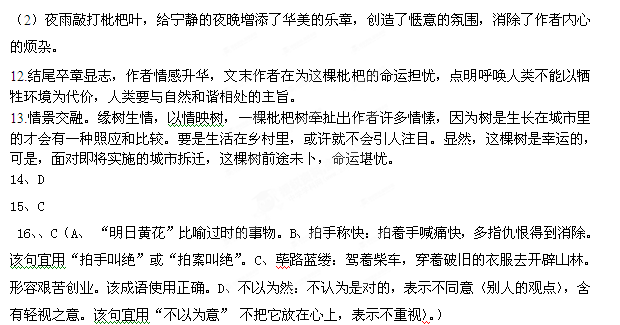 （2）夜雨敲打枇杷叶，给宁静的夜晚增添了华美的乐章，创造了惬意的氛围，消除了作者内心
的烦杂。
12.结尾卒章显志，作者情感升华，文末作者在为这棵枇杷的命运担忧，点明呼唤人类不能以牺
牲环境为代价，人类要与自然和谐相处的主旨。
13.情景交融。缘树生情，以情映树，一棵枇杷树牵扯出作者许多情愫，因为树是生长在城市里
的才会有一种照应和比较。要是生活在乡村里，或许就不会引人注目。显然，这棵树是幸运的，
可是，面对即将实施的城市拆迁，这棵树前途未卜，命运堪忧。
14、D
15、C
16、、C（A、 “明日黄花”比喻过时的事物。B、拍手称快：拍着手喊痛快，多指仇恨得到消除。
该句宜用“拍手叫绝”或“拍案叫绝”。C、荜路蓝缕：驾着柴车，穿着破旧的衣服去开辟山林。
形容艰苦创业。该成语使用正确。D、不以为然：不认为是对的，表示不同意（别人的观点），含
有轻视之意。该句宜用“不以为意” 不把它放在心上，表示不重视）。）